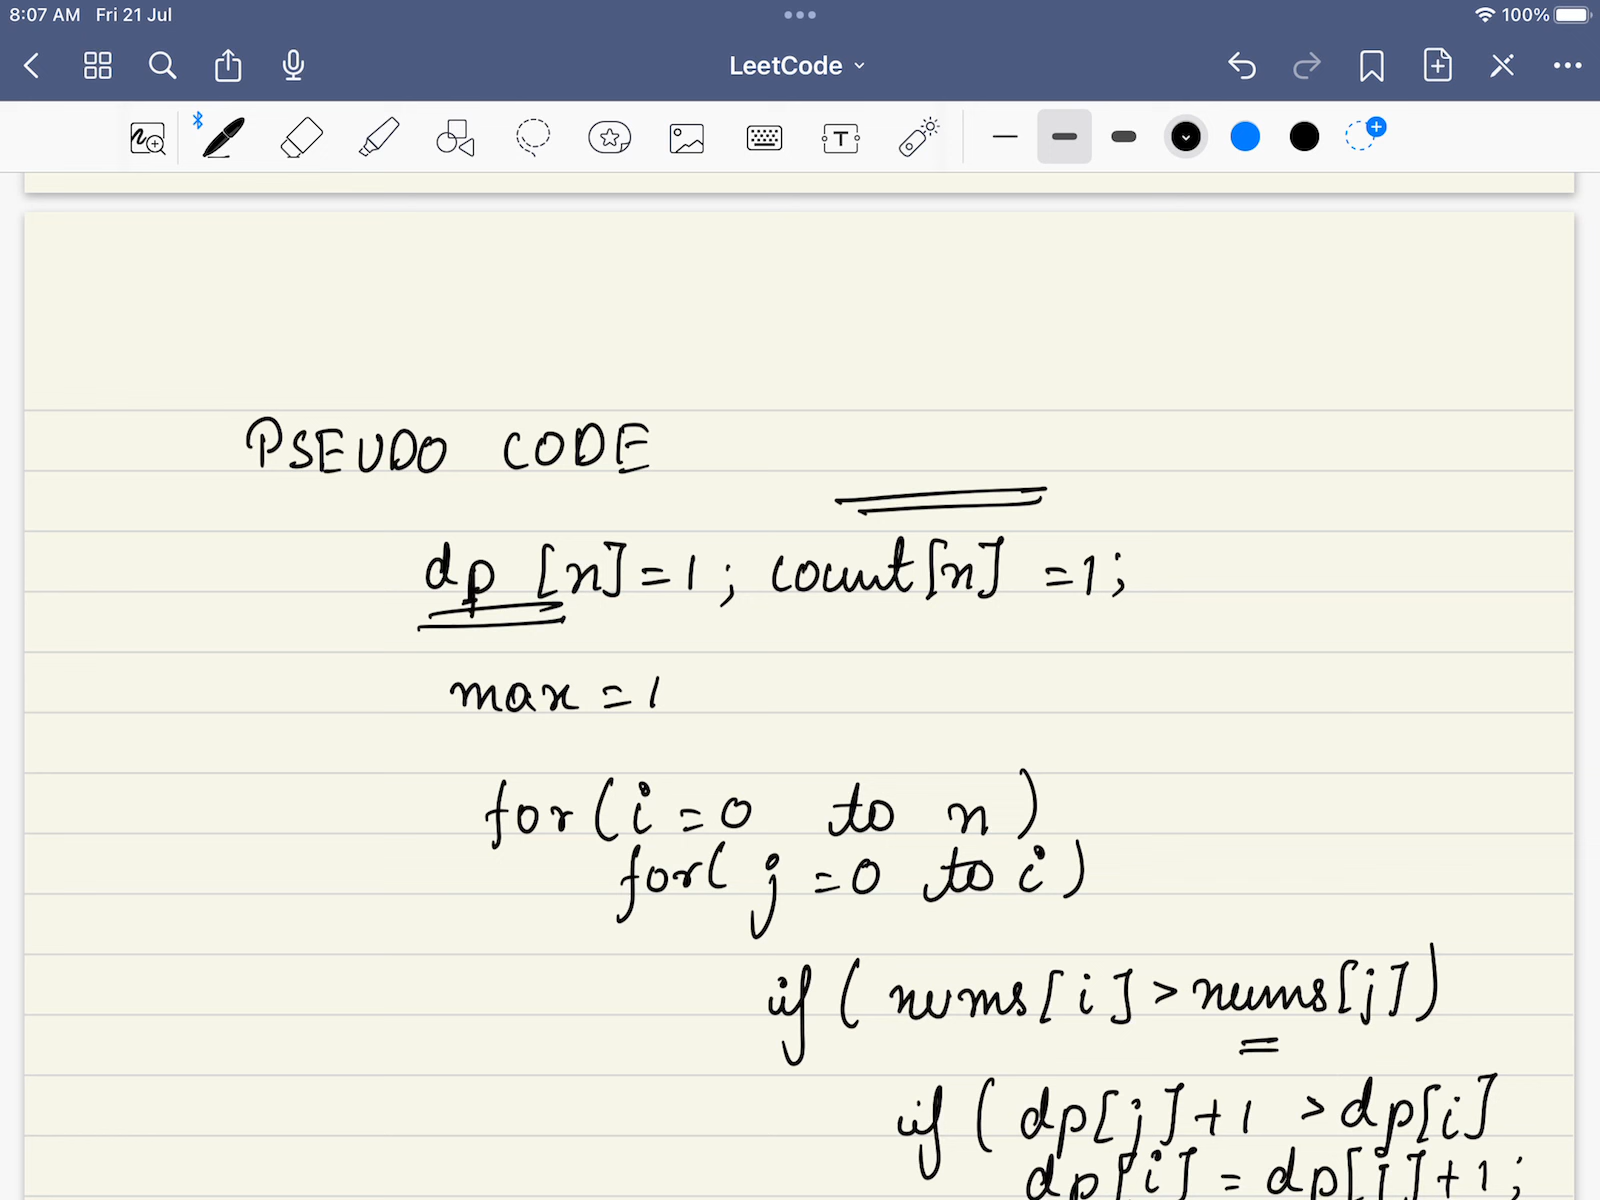 8:07 AM Fri 21 Jul
100%
LeetCode
T
PSEUDO CODE
dp [n]=1; count[n] =1;
max = 1
for(i=0 to n)
for( j=0 to i)
if( nums[i]>nums[j])
if( dp[j]+1 >dp[i]
dp[i] = dp[j]+1;